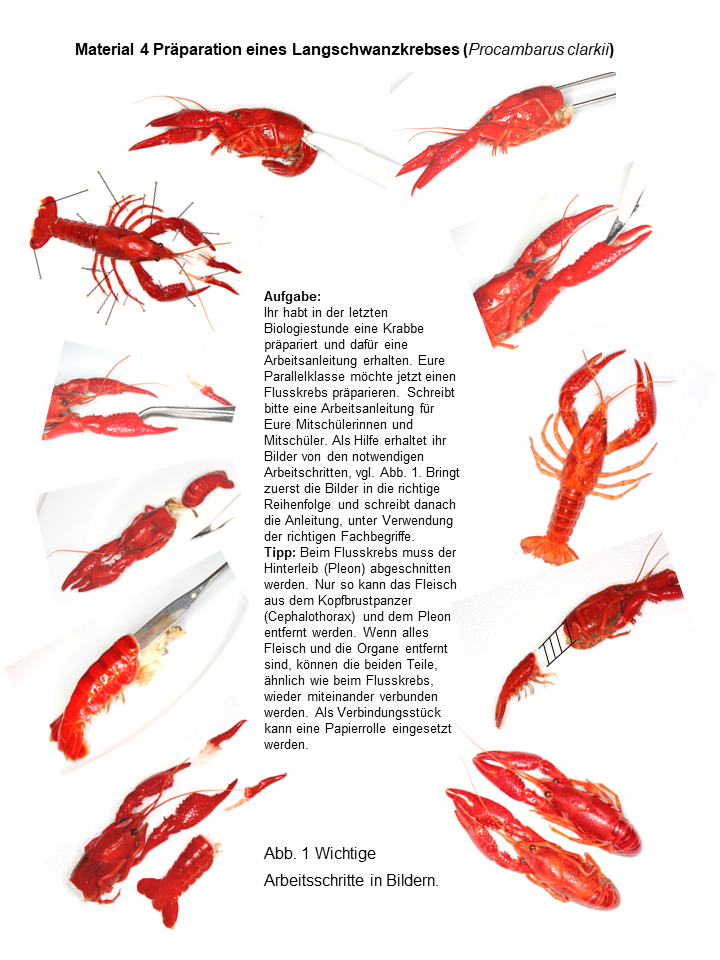 Material 4 Präparation eines Langschwanzkrebses (Procambarus clarkii)
Aufgabe:
Ihr habt in der letzten
Biologiestunde eine Krabbe
präpariert und dafür eine
Arbeitsanleitung erhalten. Eure
Parallelklasse möchte jetzt einen
Flusskrebs präparieren. Schreibt
bitte eine Arbeitsanleitung für
Eure Mitschülerinnen und
Mitschüler. Als Hilfe erhaltet ihr
Bilder von den notwendigen
Arbeitschritten, vgl. Abb. 1. Bringt
zuerst die Bilder in die richtige
Reihenfolge und schreibt danach
die Anleitung, unter Verwendung
der richtigen Fachbegriffe.
Tipp: Beim Flusskrebs muss der
Hinterleib (Pleon) abgeschnitten
werden. Nur so kann das Fleisch
aus dem Kopfbrustpanzer
(Cephalothorax) und dem Pleon
entfernt werden. Wenn alles
Fleisch und die Organe entfernt
sind, können die beiden Teile,
ähnlich wie beim Flusskrebs,
wieder miteinander verbunden
werden. Als Verbindungsstück
kann eine Papierrolle eingesetzt
werden.
Abb. 1 Wichtige
Arbeitsschritte in Bildern.